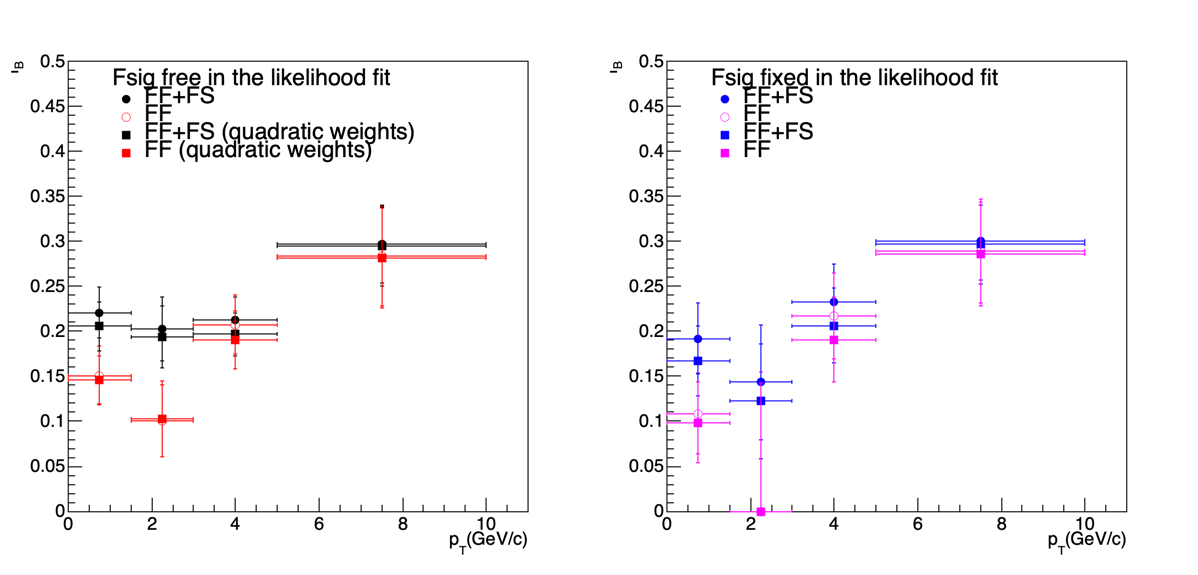 Fsig free in the likelihood fit
FF+FS
FF
FF+FS (quadratic weights)
FF (quadratic weights)
B
0.5
0.45
0.4
0.35
0.3
0.25
0.2
0.15
0.1
0.05
0
0 2 4 6 8 10
pT(GeV/c)
Fsig fixed in the likelihood fit
FF+FS
FF
FF+FS
FF
B
0.5
0.45
0.4
0.35
0.3
0.25
0.2
0.15
0.1
0.05
0
0 2 4 6 8 10
pT(GeV/c)